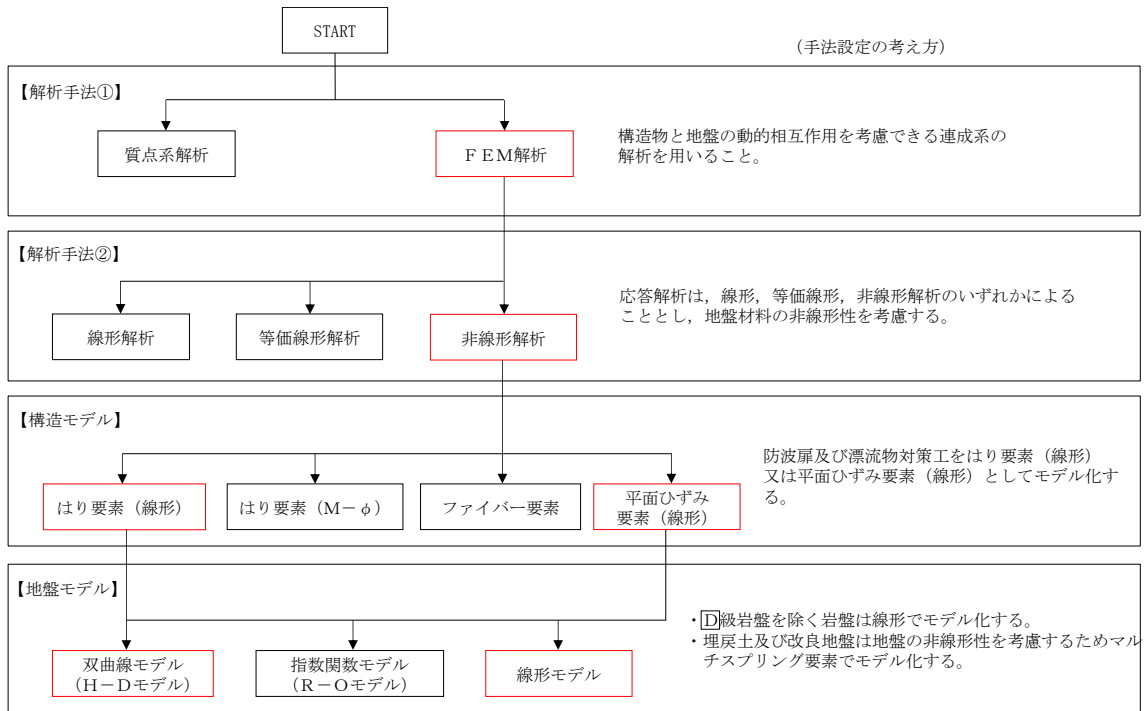 START
(手法設定の考え方)
【解析手法①】
質点系解析
FEM解析
構造物と地盤の動的相互作用を考慮できる連成系の
解析を用いること。
【解析手法②】
線形解析
等価線形解析
非線形解析
応答解析は，線形，等価線形，非線形解析のいずれかによる
こととし，地盤材料の非線形性を考慮する。
【構造モデル】
はり要素(線形)
はり要素(M－φ)
ファイバー要素
平面ひずみ
要素(線形)
防波扉及び漂流物対策工をはり要素(線形)
又は平面ひずみ要素(線形)としてモデル化す
る。
【地盤モデル】
双曲線モデル
(H－Dモデル)
指数関数モデル
(R－Oモデル)
線形モデル
・D級岩盤を除く岩盤は線形でモデル化する。
・埋戻土及び改良地盤は地盤の非線形性を考慮するためマル
チスプリング要素でモデル化する。